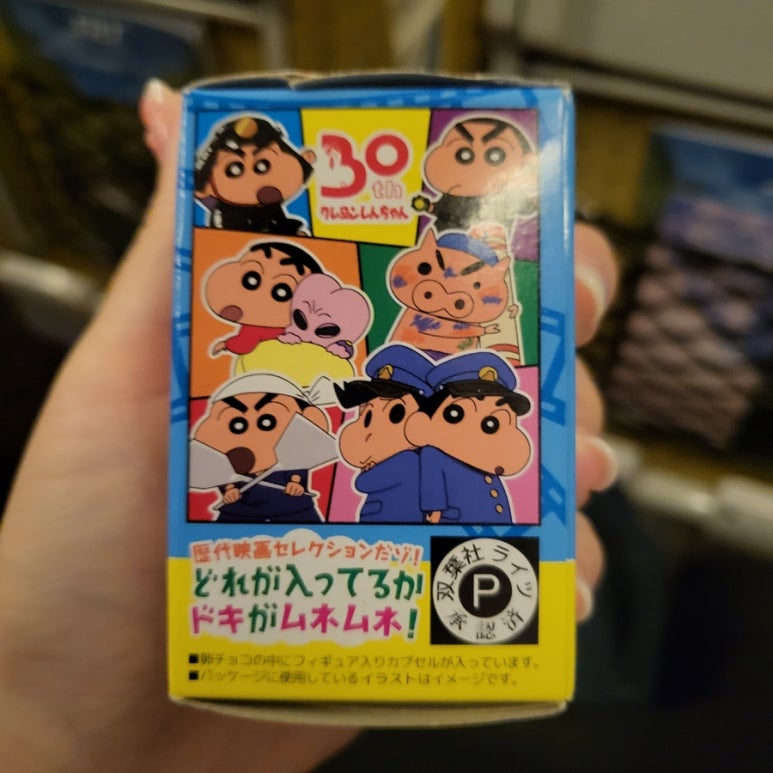 30th
クレヨンしんちゃん
歴代映画セレクションだゾ!
どれが入ってるか
ドキがムネムネ!
双葉社 ライツ
P
承認済
■卵チョコの中にフィギュア入りカプセルが入っています。
■パッケージに使用しているイラストはイメージです。